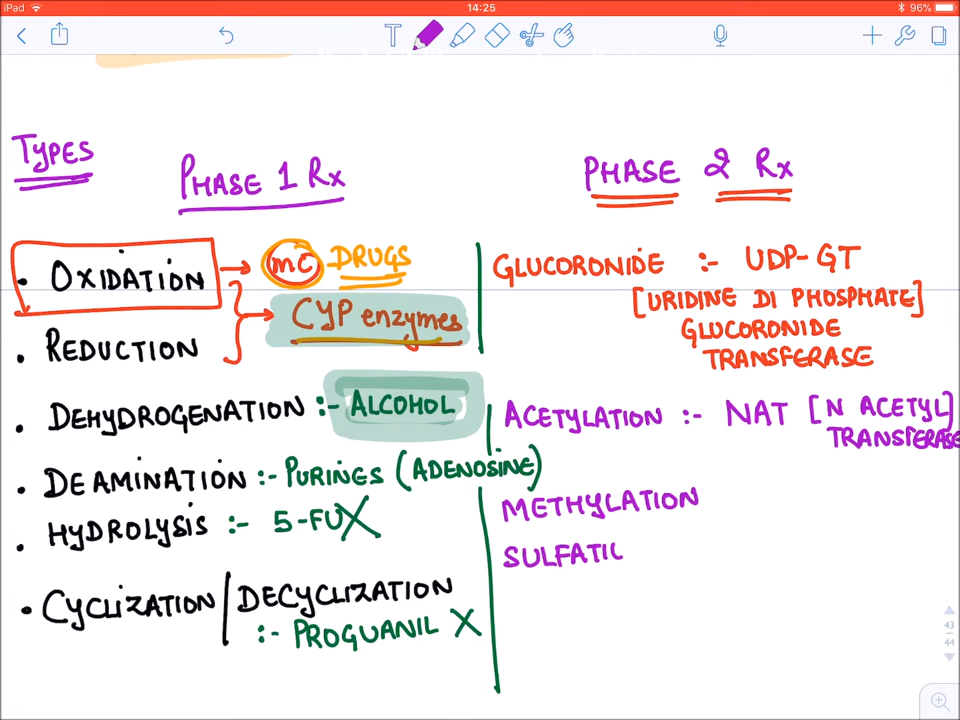 iPad
14:25
96%
TYPES
PHASE 1 Rx
• OXIDATION → mc DRUGS
→ CYP enzymes
• REDUCTION
• DEHYDROGENATION :- ALCOHOL
• DEAMINATION :- PURINGS (ADENOSINE)
• HYDROLYSIS :- 5-FU X
• CYCLIZATION / DECYCLIZATION
:- PROGUANIL X
PHASE 2 Rx
GLUCORONIDE :- UDP-GT
[URIDINE DI PHOSPHATE]
GLUCORONIDE
TRANSFERASE
ACETYLATION :- NAT [N ACETYL]
TRANSFERASE
METHYLATION
SULFATIC
43
44